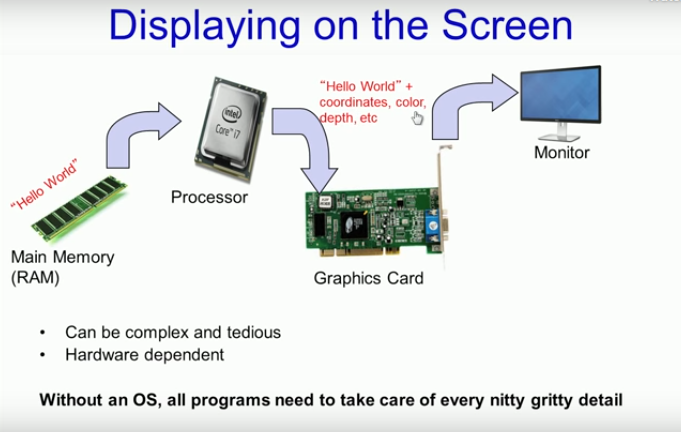 Displaying on the Screen
"Hello World" +
coordinates, color,
depth, etc
intel
Core™ i7
Monitor
"Hello World"
Processor
Main Memory
(RAM)
Graphics Card
• Can be complex and tedious
• Hardware dependent
Without an OS, all programs need to take care of every nitty gritty detail